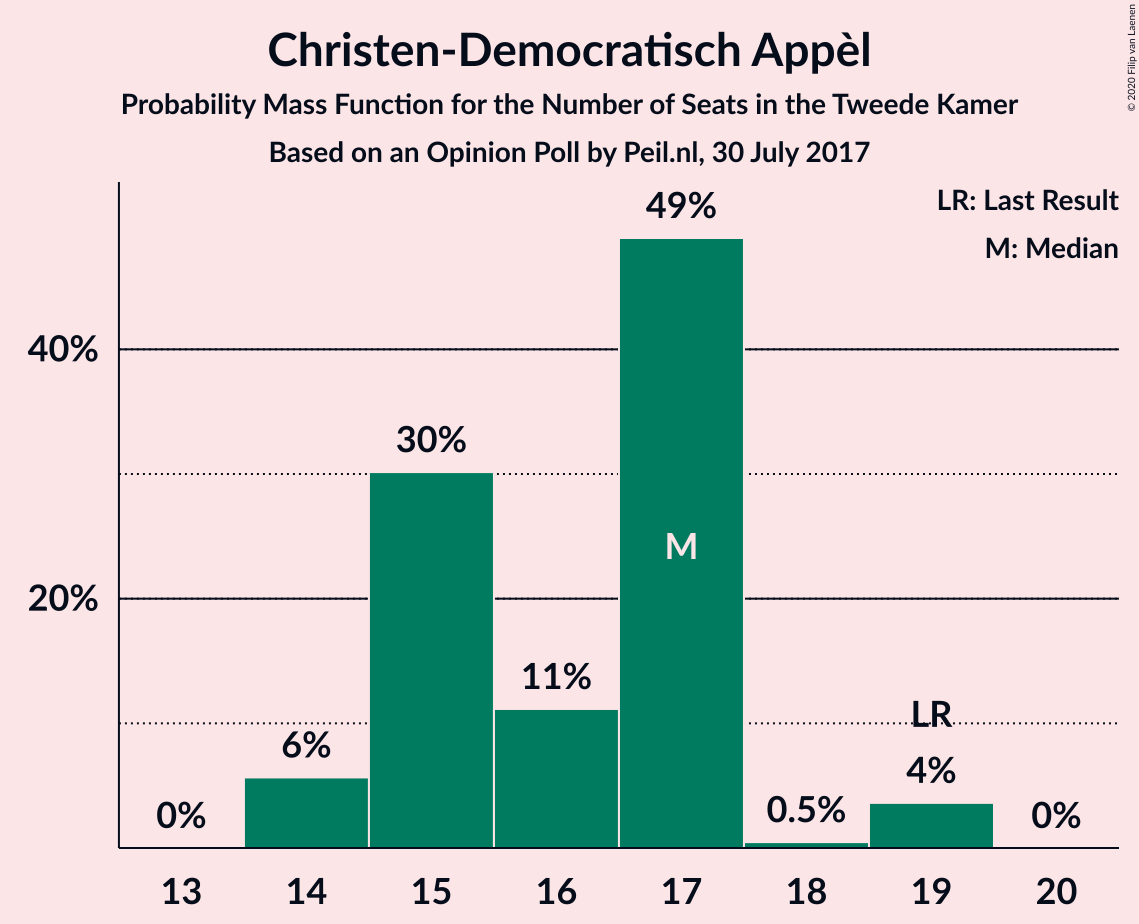 Christen-Democratisch Appèl
Probability Mass Function for the Number of Seats in the Tweede Kamer
Based on an Opinion Poll by Peil.nl, 30 July 2017
© 2020 Filip van Laenen
LR: Last Result
M: Median
40%
20%
0%
6%
30%
11%
49%
M
0.5%
LR
4%
0%
13 14 15 16 17 18 19 20